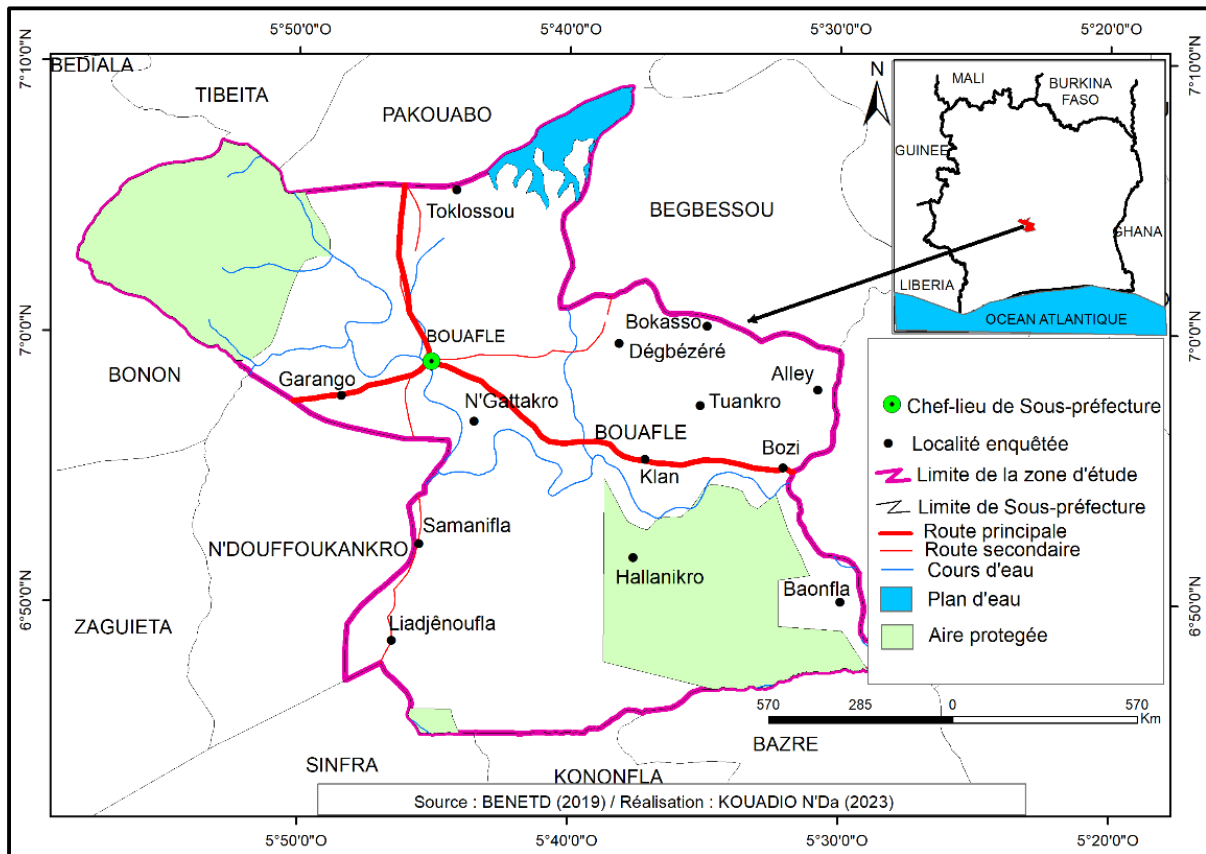 5°50'0"N
5°40'0"N
5°30'0"N
5°20'0"N
7°10'0"N
7°10'0"N
BEDIALA
TIBEITA
PAKOUABO
N
MALI
BURKINA
FASO
GUINEE
GHANA
LIBERIA
OCEAN ATLANTIQUE
Toklossou
BEGBESSOU
7°0'0"N
7°0'0"N
BOUAFLE
Bokasso
Dégbézéré
BONON
Garango
Alley
N'Gattakro
Tuankro
BOUAFLE
Bozi
Klan
Chef-lieu de Sous-préfecture
Localité enquêtée
Limite de la zone d'étude
Limite de Sous-préfecture
Route principale
Route secondaire
Cours d'eau
Plan d'eau
Aire protegée
Samanifla
N'DOUFFOUKANKRO
Hallanikro
Baonfla
6°50'0"N
6°50'0"N
ZAGUIETA
Liadjênoufla
570
285
0
570
Km
BAZRE
SINFRA
KONONFLA
Source : BENETD (2019) / Réalisation : KOUADIO N'Da (2023)
5°50'0"N
5°40'0"N
5°30'0"N
5°20'0"N